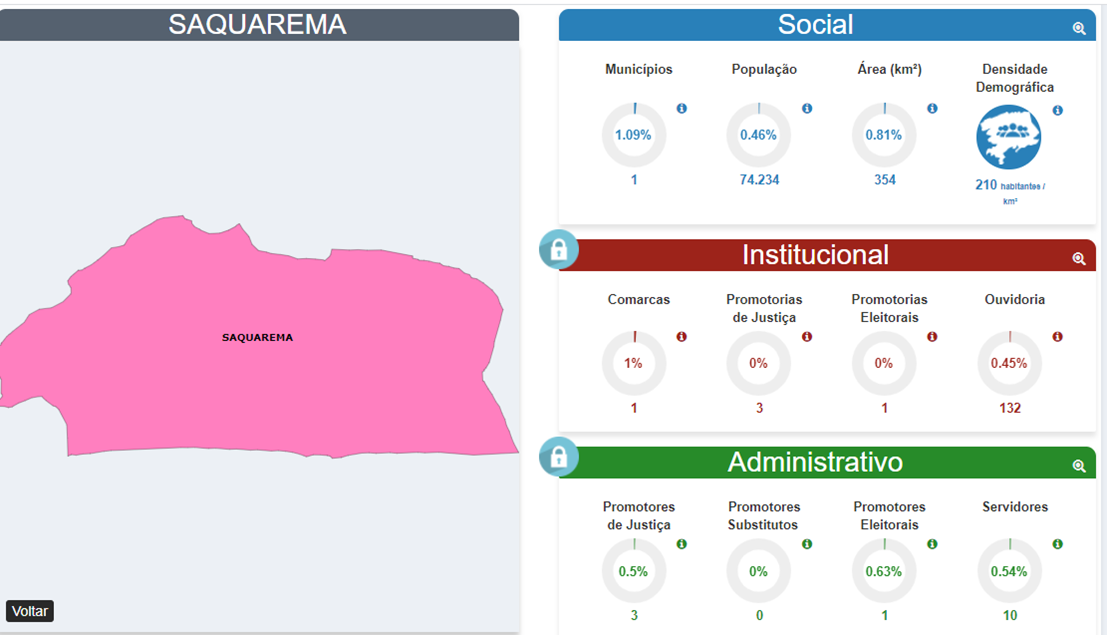 SAQUAREMA
SAQUAREMA
Voltar
Social
Municípios
1.09%
1
População
0.46%
74.234
Área (km²)
0.81%
354
Densidade
Demográfica
210 habitantes /
km²
Institucional
Comarcas
1%
1
Promotorias
de Justiça
0%
3
Promotorias
Eleitorais
0%
1
Ouvidoria
0.45%
132
Administrativo
Promotores
de Justiça
0.5%
3
Promotores
Substitutos
0%
0
Promotores
Eleitorais
0.63%
1
Servidores
0.54%
10